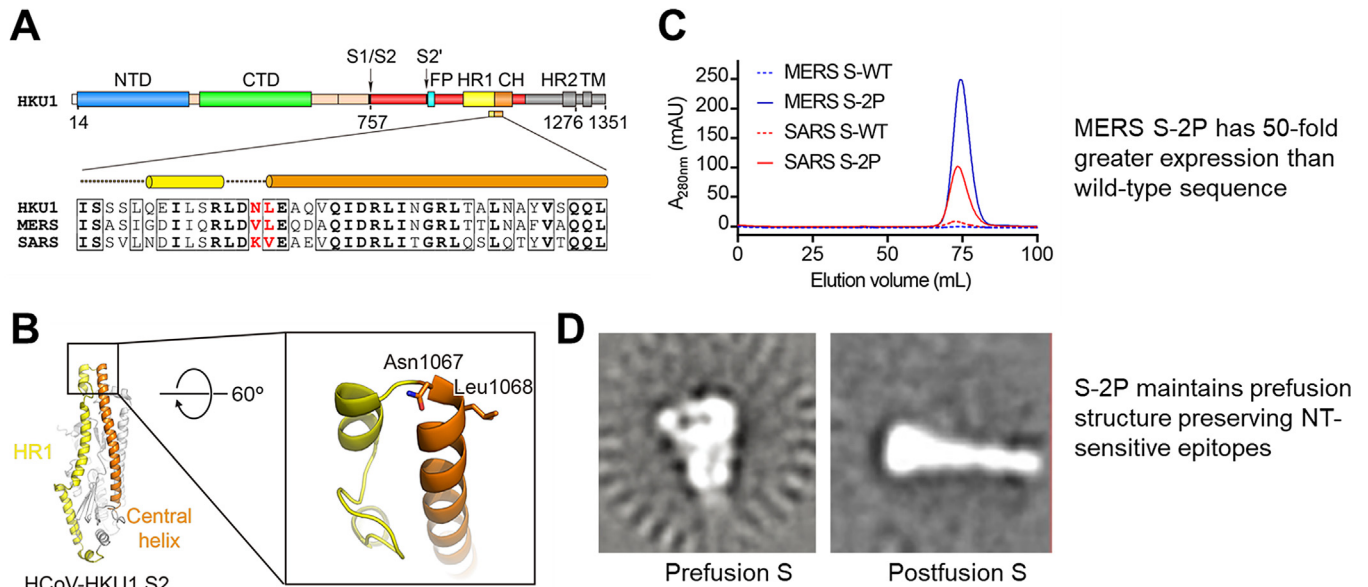 A
S1/S2
S2'
NTD
CTD
FP
HR1
CH
HR2
TM
HKU1
14
757
1276
1351
HKU1
ISSSLQEILSRLDNLEAQVQIDRLINGRLTALNAYVSQQL
MERS
ISASIGDIIQRLDVLEQDAQIDRLINGRLTTLNAFVAQQL
SARS
ISSVLNDILSRLDKVEAEVQIDRLITGRLQSLQTYVTQQL
B
60º
HR1
Central
helix
HCoV-HKU1 S2
Asn1067
Leu1068
C
MERS S-WT
MERS S-2P
SARS S-WT
SARS S-2P
A280nm (mAU)
250
200
150
100
50
0
0
25
50
75
100
Elution volume (mL)
MERS S-2P has 50-fold
greater expression than
wild-type sequence
D
Prefusion S
Postfusion S
S-2P maintains prefusion
structure preserving NT-
sensitive epitopes